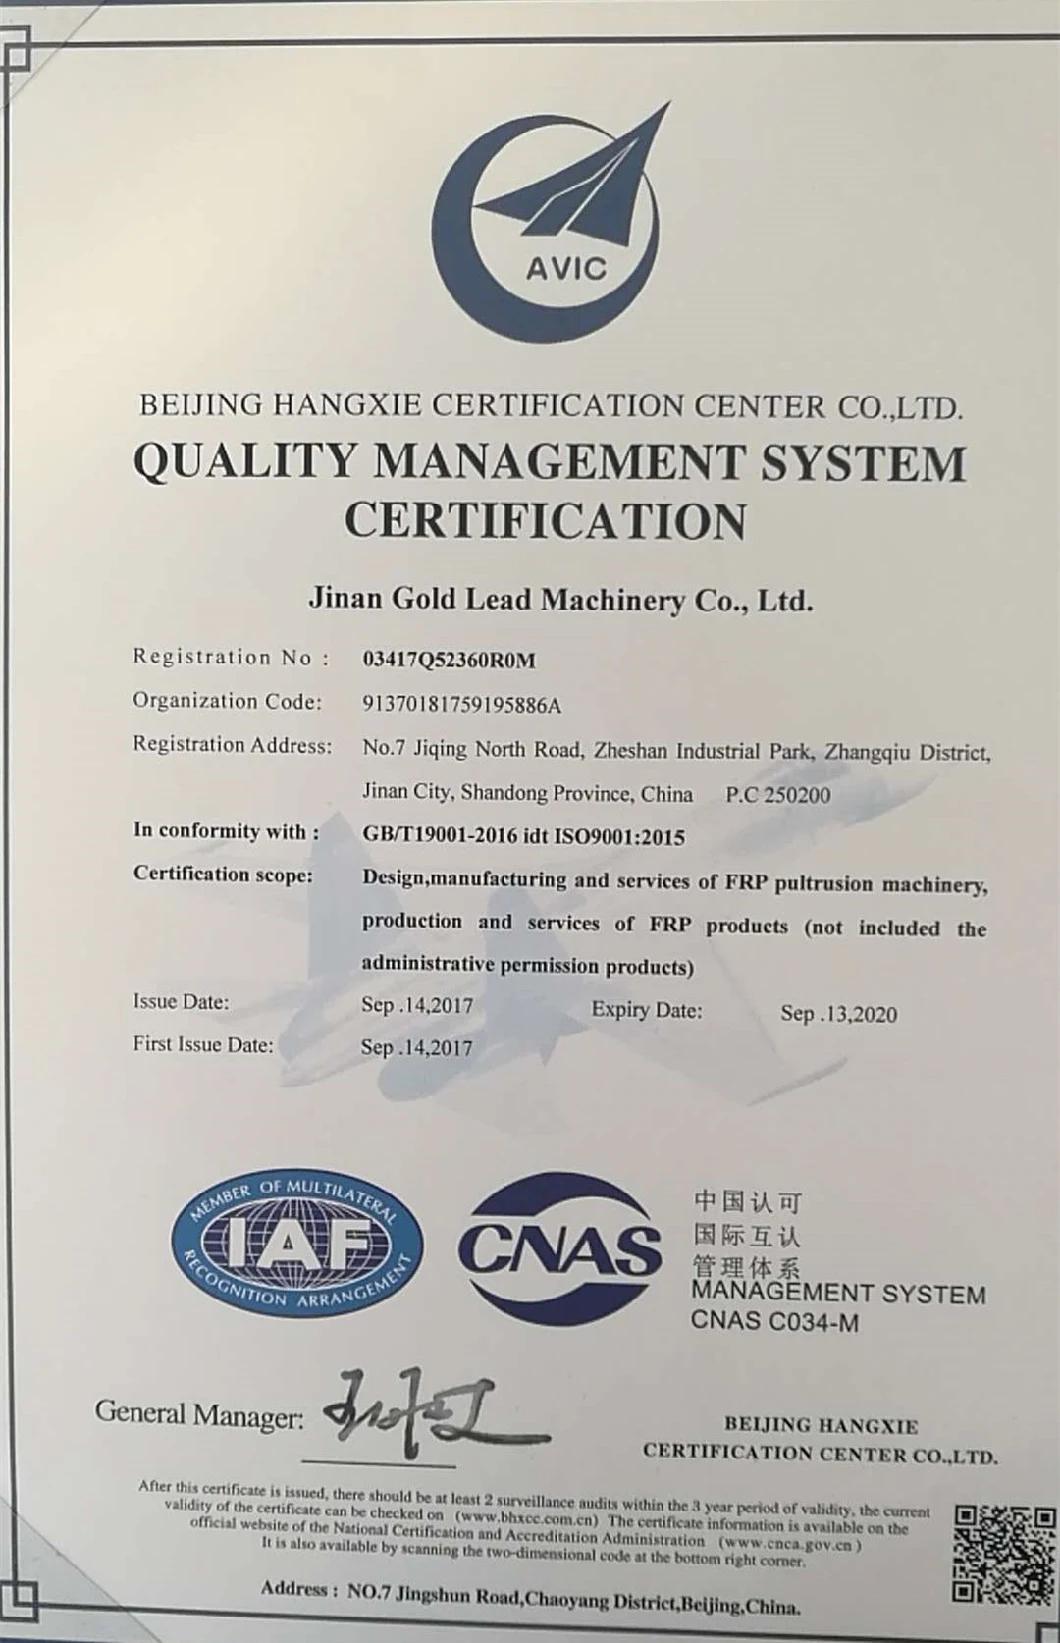 AVIC
BEIJING HANGXIE CERTIFICATION CENTER CO.,LTD.
QUALITY MANAGEMENT SYSTEM
CERTIFICATION
Jinan Gold Lead Machinery Co., Ltd.
Registration No : 03417Q52360R0M
Organization Code: 91370181759195886A
Registration Address: No.7 Jiqing North Road, Zheshan Industrial Park, Zhangqiu District,
Jinan City, Shandong Province, China P.C 250200
In conformity with : GB/T19001-2016 idt ISO9001:2015
Certification scope: Design,manufacturing and services of FRP pultrusion machinery,
production and services of FRP products (not included the
administrative permission products)
Issue Date: Sep .14,2017 Expiry Date: Sep .13,2020
First Issue Date: Sep .14,2017
MEMBER OF MULTILATERAL
IAF
RECOGNITION ARRANGEMENT
CNAS
中国认可
国际互认
管理体系
MANAGEMENT SYSTEM
CNAS C034-M
General Manager:
BEIJING HANGXIE
CERTIFICATION CENTER CO.,LTD.
After this certificate is issued, there should be at least 2 surveillance audits within the 3 year period of validity, the current
validity of the certificate can be checked on (www.bhxcc.com.cn) The certificate information is available on the
official website of the National Certification and Accreditation Administration (www.cnca.gov.cn )
It is also available by scanning the two-dimensional code at the bottom right corner.
Address : NO.7 Jingshun Road,Chaoyang District,Beijing,China.